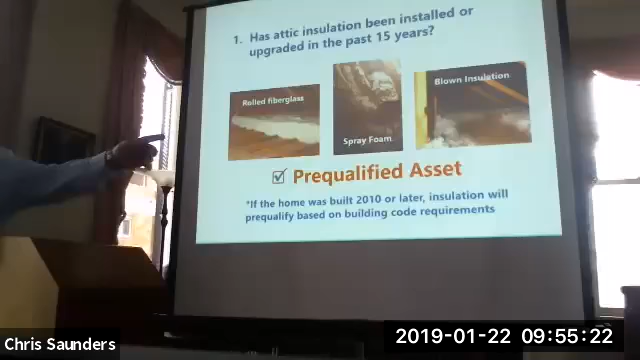 1. Has attic insulation been installed or
upgraded in the past 15 years?
Rolled fiberglass
Spray Foam
Blown Insulation
Prequalified Asset
*If the home was built 2010 or later, insulation will
prequalify based on building code requirements
Chris Saunders
2019-01-22 09:55:22